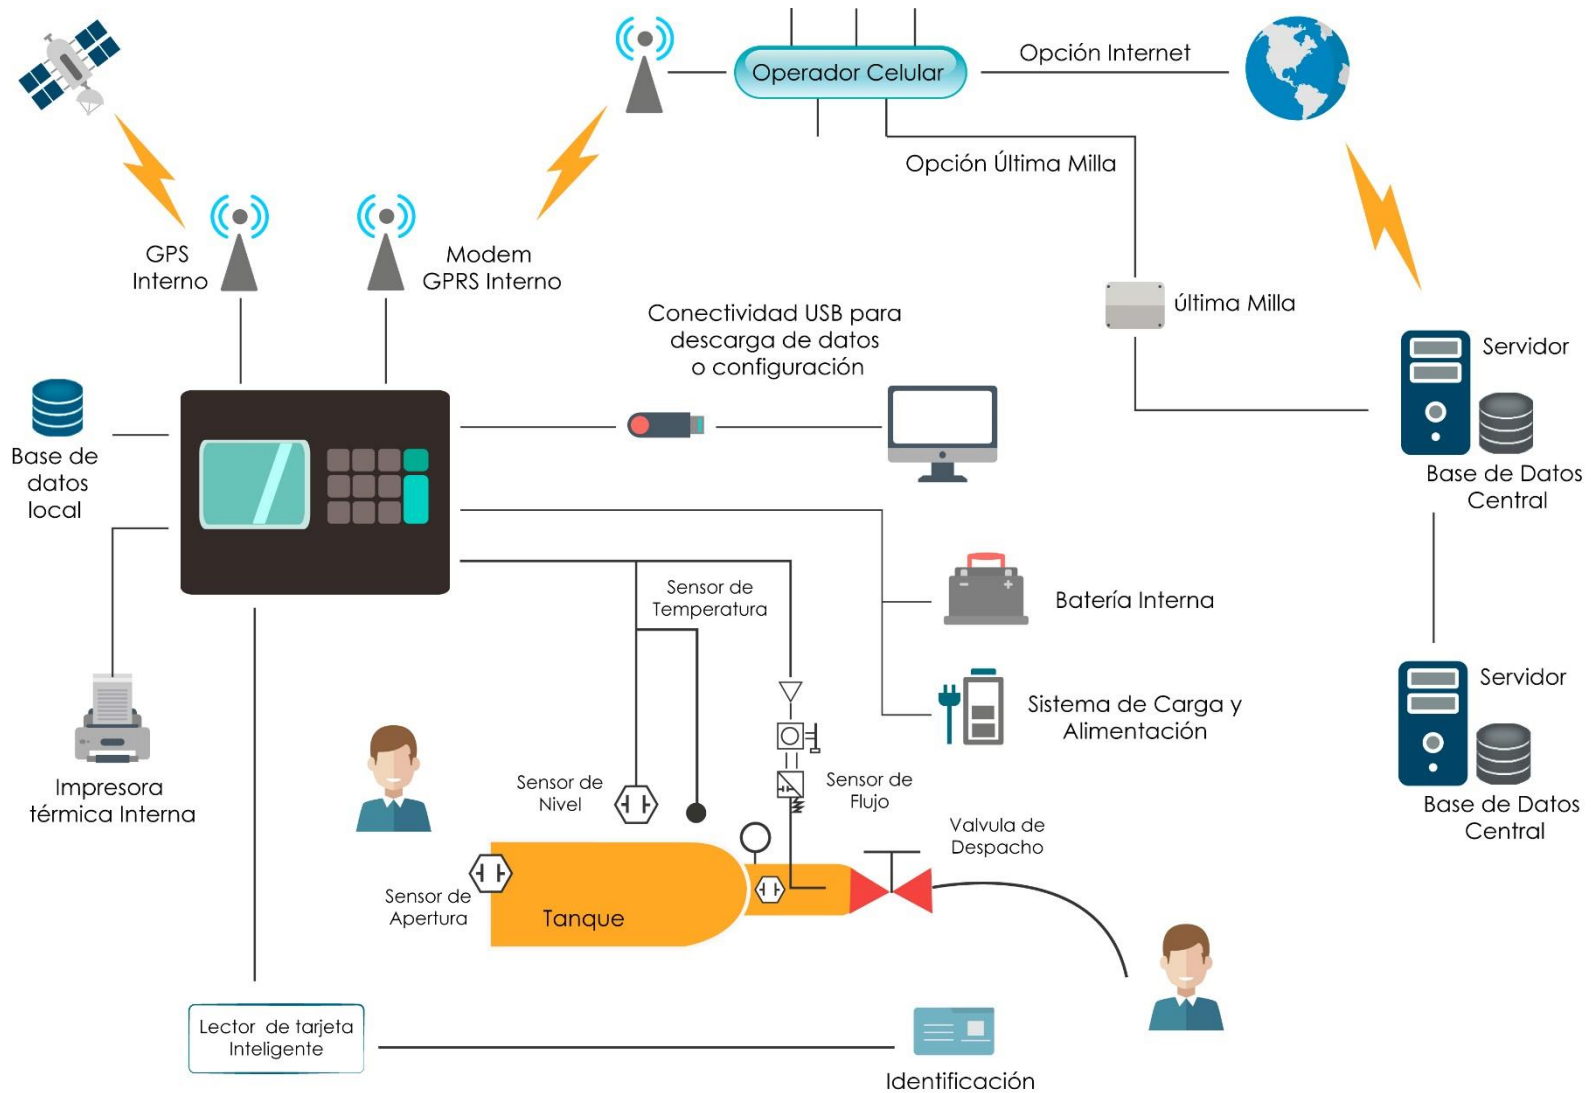 Operador Celular
Opción Internet
Opción Última Milla
GPS
Interno
Modem
GPRS Interno
última Milla
Conectividad USB para
descarga de datos
o configuración
Servidor
Base de
datos
local
Base de Datos
Central
Sensor de
Temperatura
Batería Interna
Servidor
Sistema de Carga y
Alimentación
Impresora
térmica Interna
Sensor de
Nivel
Sensor de
Flujo
Base de Datos
Central
Valvula de
Despacho
Sensor de
Apertura
Tanque
Lector de tarjeta
Inteligente
Identificación